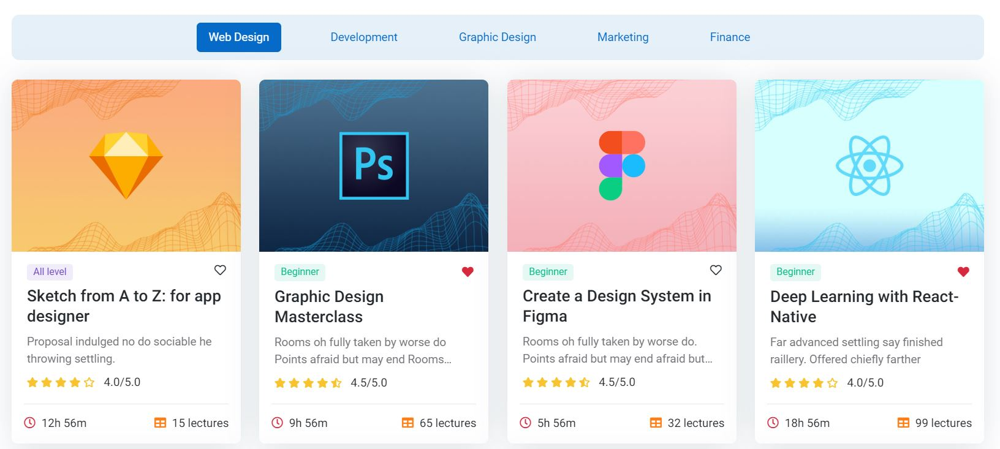 Web Design Development Graphic Design Marketing Finance
Ps
All level
Sketch from A to Z: for app
designer
Proposal indulged no do sociable he
throwing settling.
4.0/5.0
12h 56m 15 lectures
Beginner
Graphic Design
Masterclass
Rooms oh fully taken by worse do
Points afraid but may end Rooms...
4.5/5.0
9h 56m 65 lectures
Beginner
Create a Design System in
Figma
Rooms oh fully taken by worse do.
Points afraid but may end afraid but...
4.5/5.0
5h 56m 32 lectures
Beginner
Deep Learning with React-
Native
Far advanced settling say finished
raillery. Offered chiefly farther
4.0/5.0
18h 56m 99 lectures